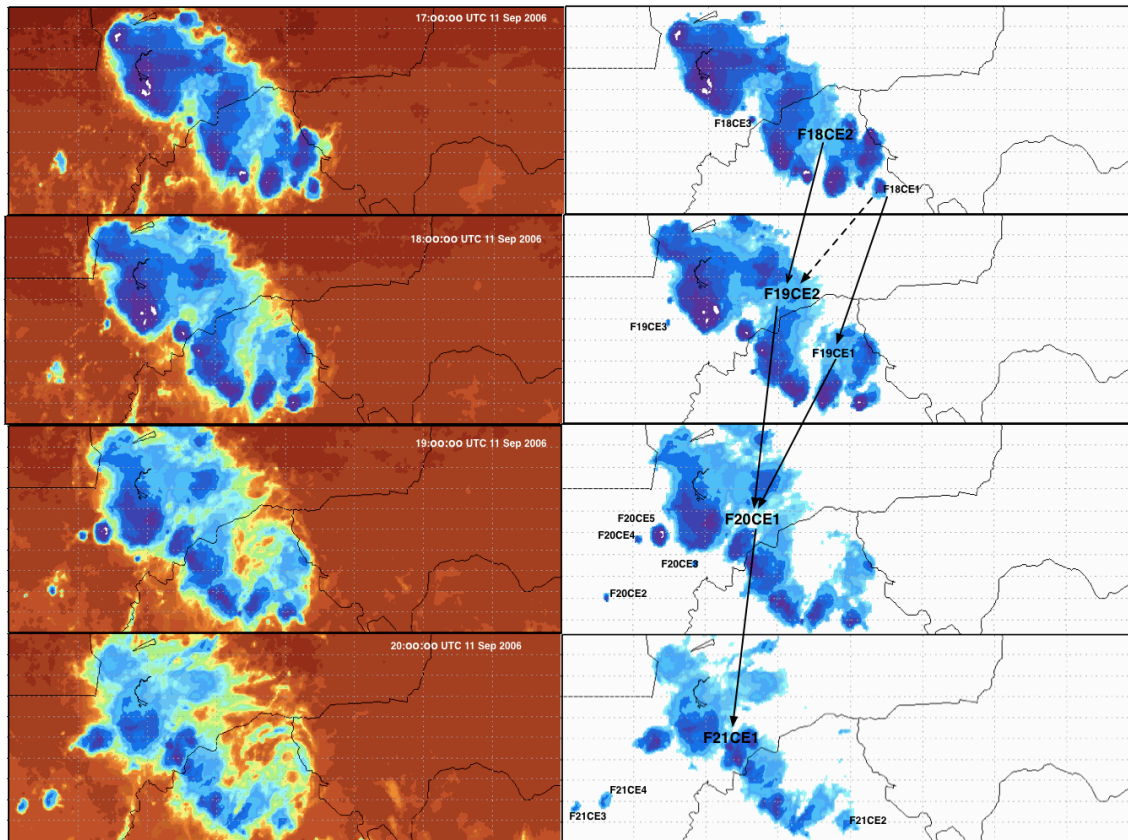 17:00:00 UTC 11 Sep 2006
F18CE3
F18CE2
F18CE1
18:00:00 UTC 11 Sep 2006
F19CE2
F19CE3
F19CE1
19:00:00 UTC 11 Sep 2006
F20CE5
F20CE1
F20CE4
F20CE3
F20CE2
20:00:00 UTC 11 Sep 2006
F21CE1
F21CE4
F21CE3
F21CE2